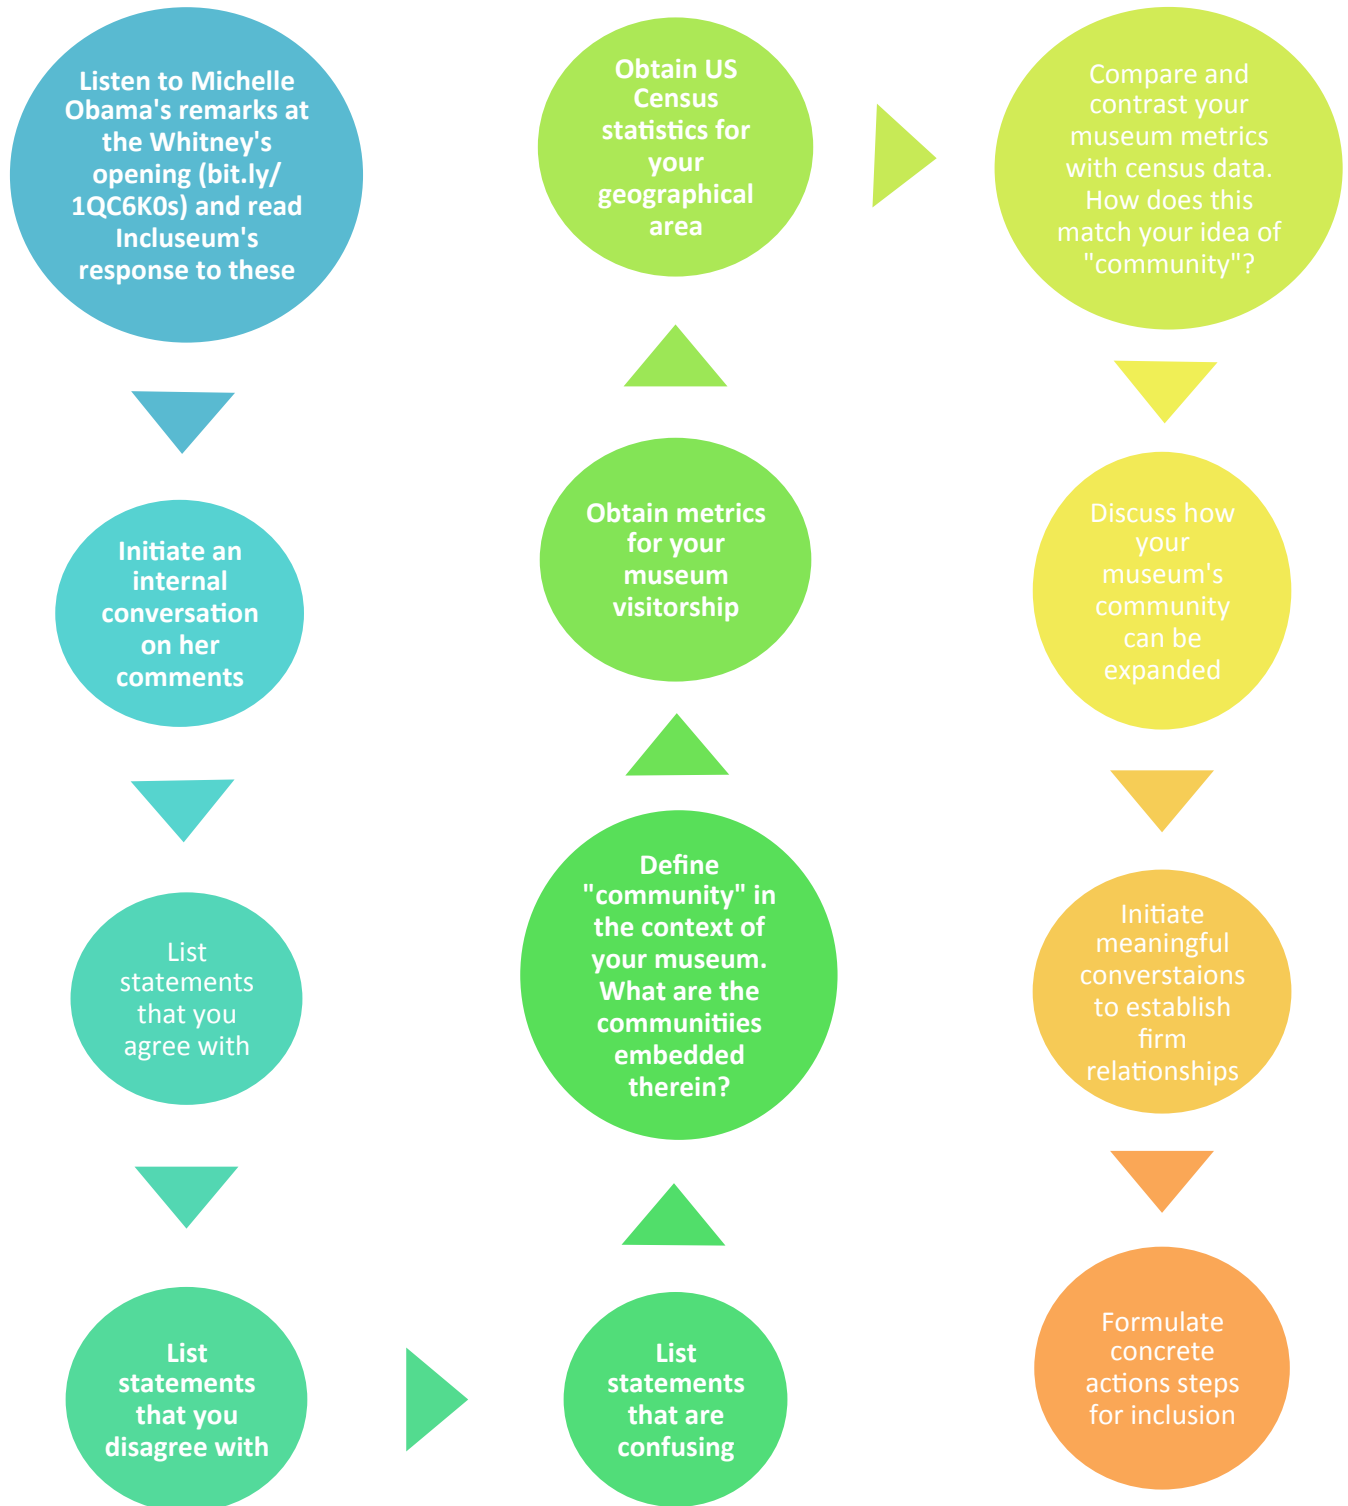 Listen to Michelle
Obama's remarks at
the Whitney's
opening (bit.ly/
1QC6K0s) and read
Incluseum's
response to these
Initiate an
internal
conversation
on her
comments
List
statements
that you
agree with
List
statements
that you
disagree with
List
statements
that are
confusing
Define
"community" in
the context of
your museum.
What are the
communitiies
embedded
therein?
Obtain metrics
for your
museum
visitorship
Obtain US
Census
statistics for
your
geographical
area
Compare and
contrast your
museum metrics
with census data.
How does this
match your idea of
"community"?
Discuss how
your
museum's
community
can be
expanded
Initiate
meaningful
converstaions
to establish
firm
relationships
Formulate
concrete
actions steps
for inclusion